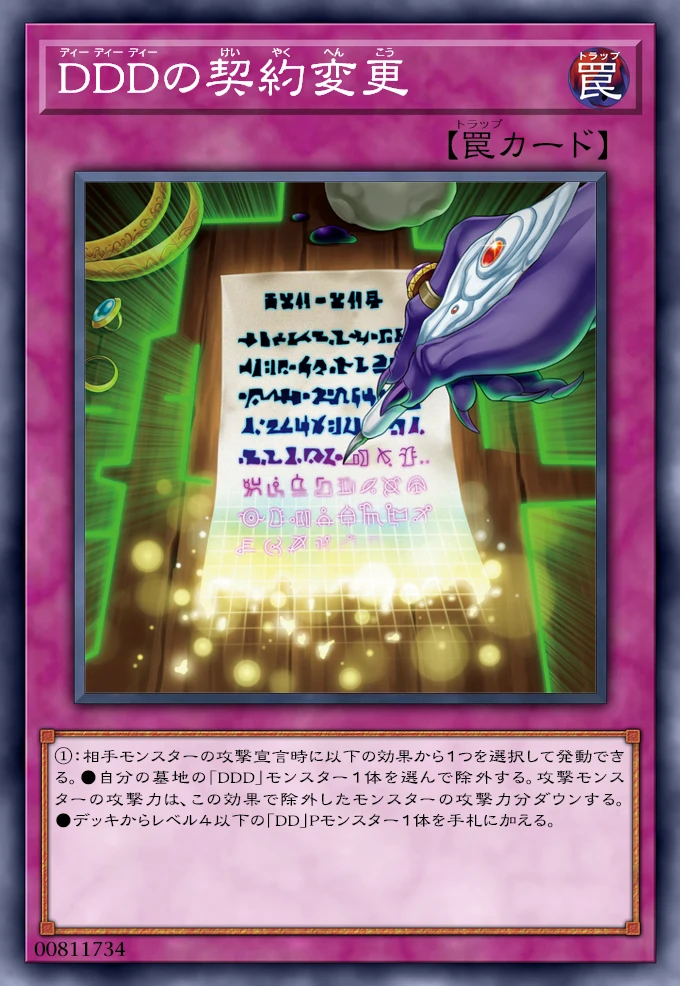 ディー ディー ディー けい やく へん こう
DDDの契約変更
トラップ
罠
トラップ
【罠カード】
①：相手モンスターの攻撃宣言時に以下の効果から1つを選択して発動でき
る。●自分の墓地の「DDD」モンスター1体を選んで除外する。攻撃モンス
ターの攻撃力は、この効果で除外したモンスターの攻撃力分ダウンする。
●デッキからレベル4以下の「DD」Pモンスター1体を手札に加える。
00811734